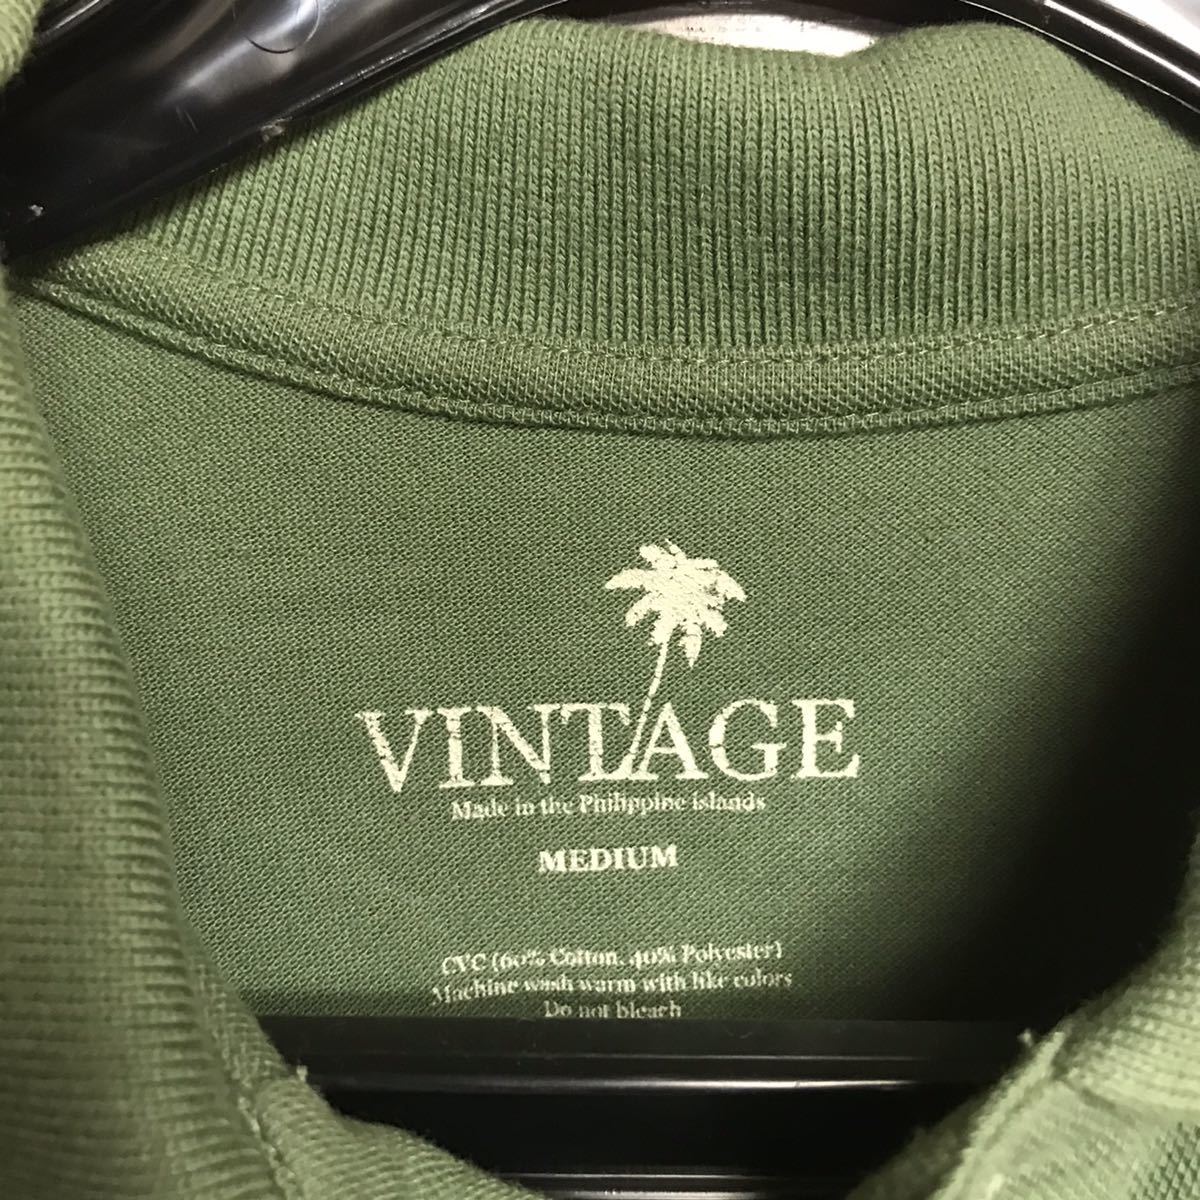 VINTAGE
Made in the Philippine islands
MEDIUM
CVC (60% Cotton, 40% Polyester)
Machine wash warm with like colors
Do not bleach